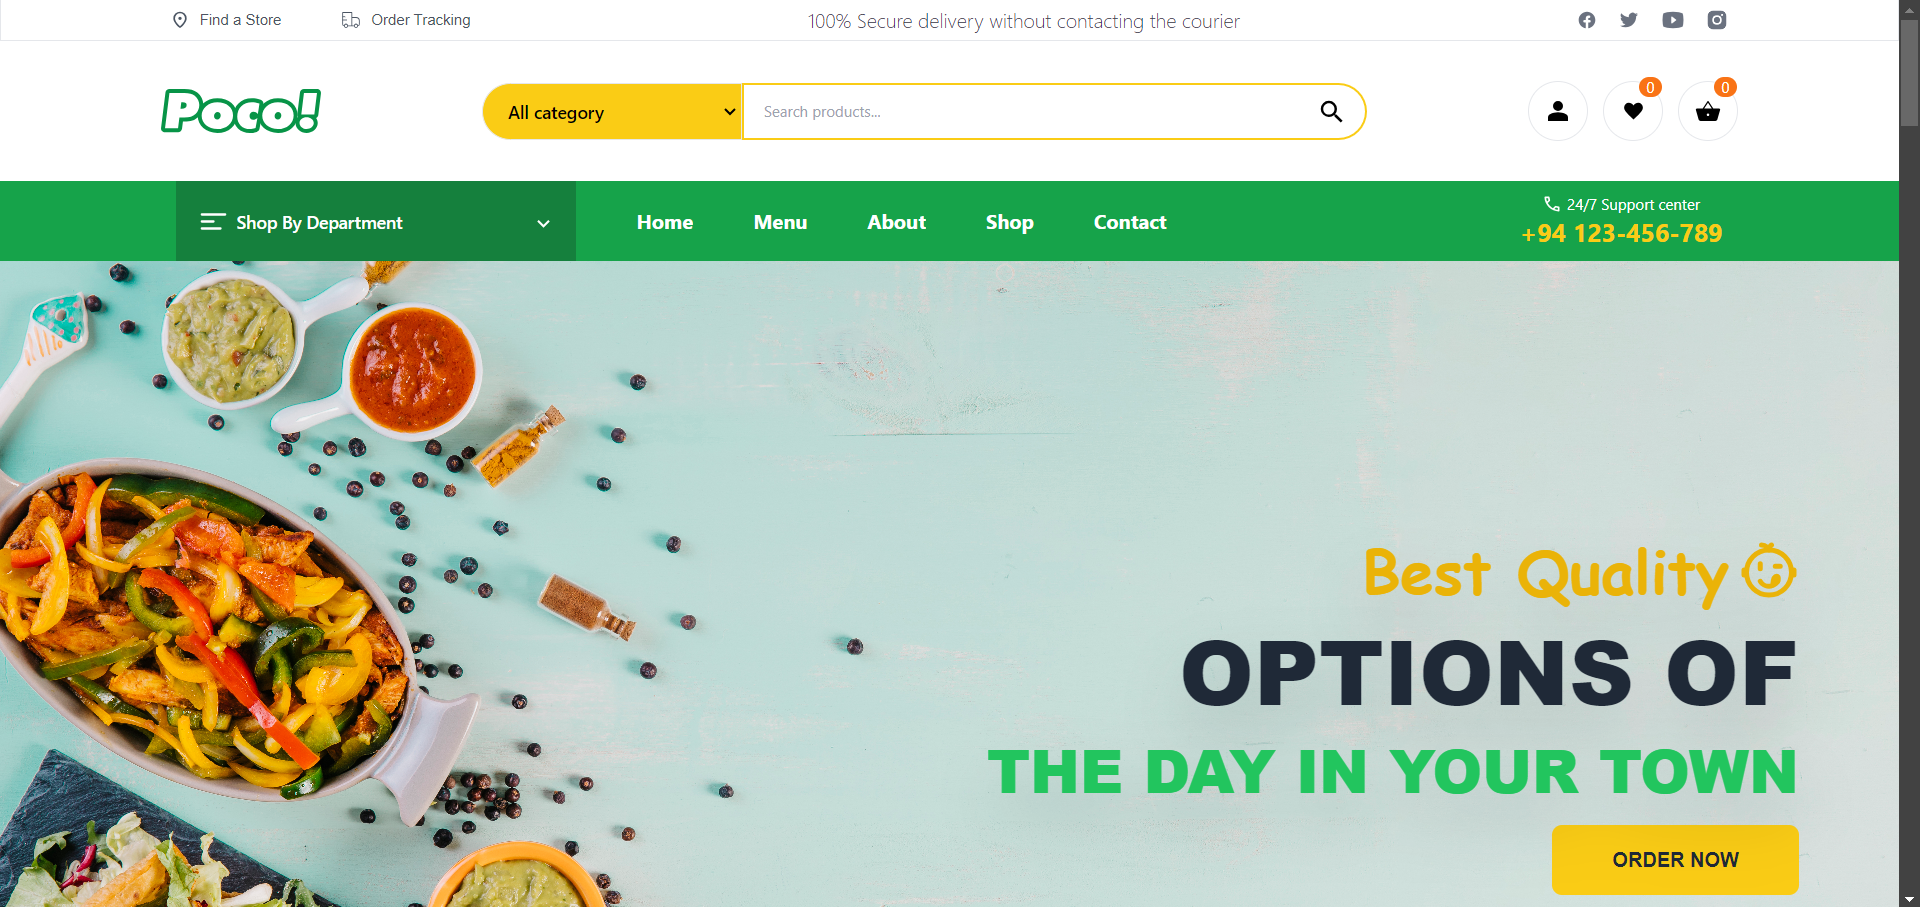 Find a Store
Order Tracking
100% Secure delivery without contacting the courier
Poco!
All category
Search products...
0
0
Shop By Department
Home
Menu
About
Shop
Contact
24/7 Support center
+94 123-456-789
Best Quality
OPTIONS OF
THE DAY IN YOUR TOWN
ORDER NOW